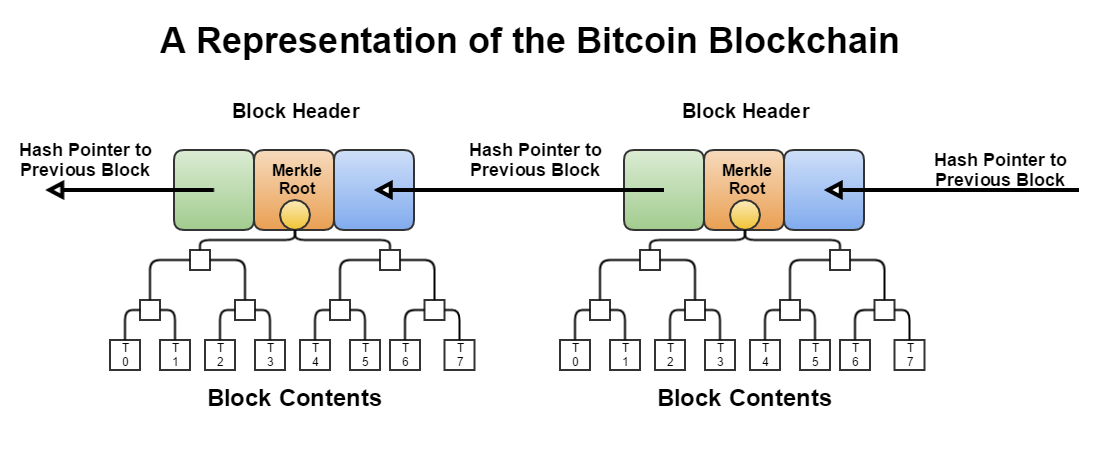 A Representation of the Bitcoin Blockchain
Block Header
Block Header
Hash Pointer to
Previous Block
Merkle
Root
Hash Pointer to
Previous Block
Merkle
Root
Hash Pointer to
Previous Block
T
0
T
1
T
2
T
3
T
4
T
5
T
6
T
7
T
0
T
1
T
2
T
3
T
4
T
5
T
6
T
7
Block Contents
Block Contents